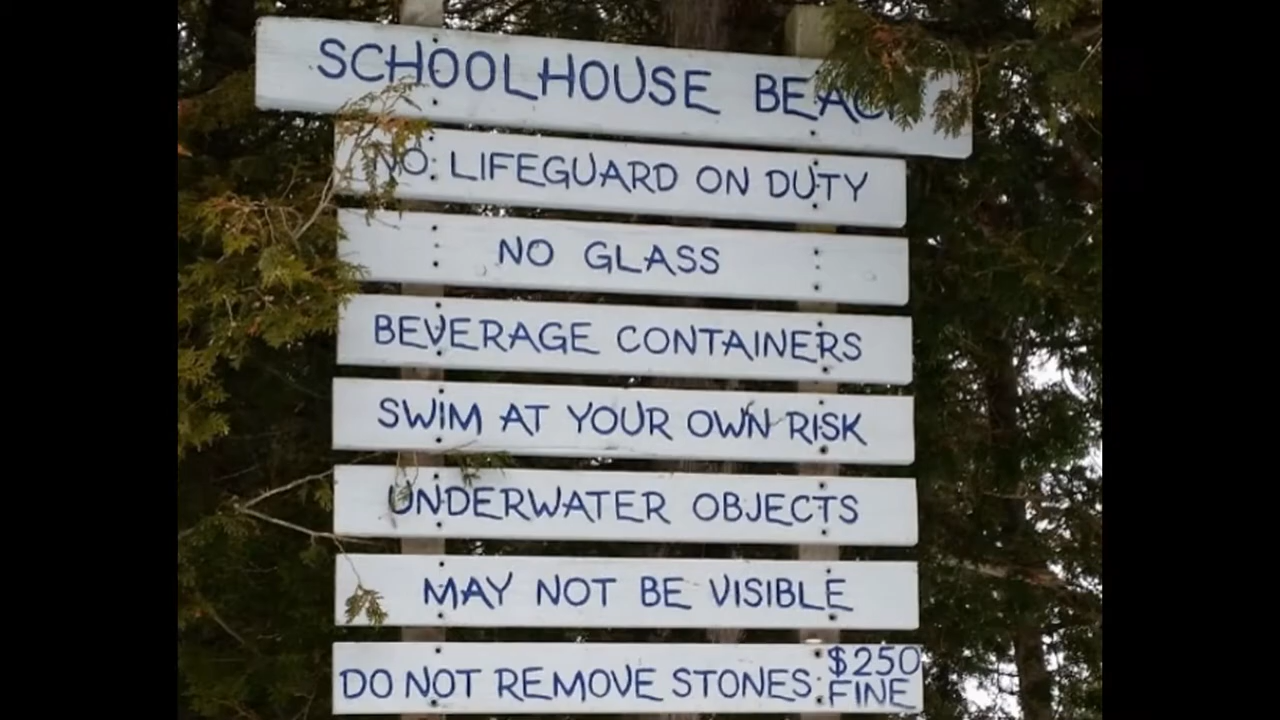 SCHOOLHOUSE BEACH
NO LIFEGUARD ON DUTY
NO GLASS
BEVERAGE CONTAINERS
SWIM AT YOUR OWN RISK
UNDERWATER OBJECTS
MAY NOT BE VISIBLE
DO NOT REMOVE STONES $250
FINE